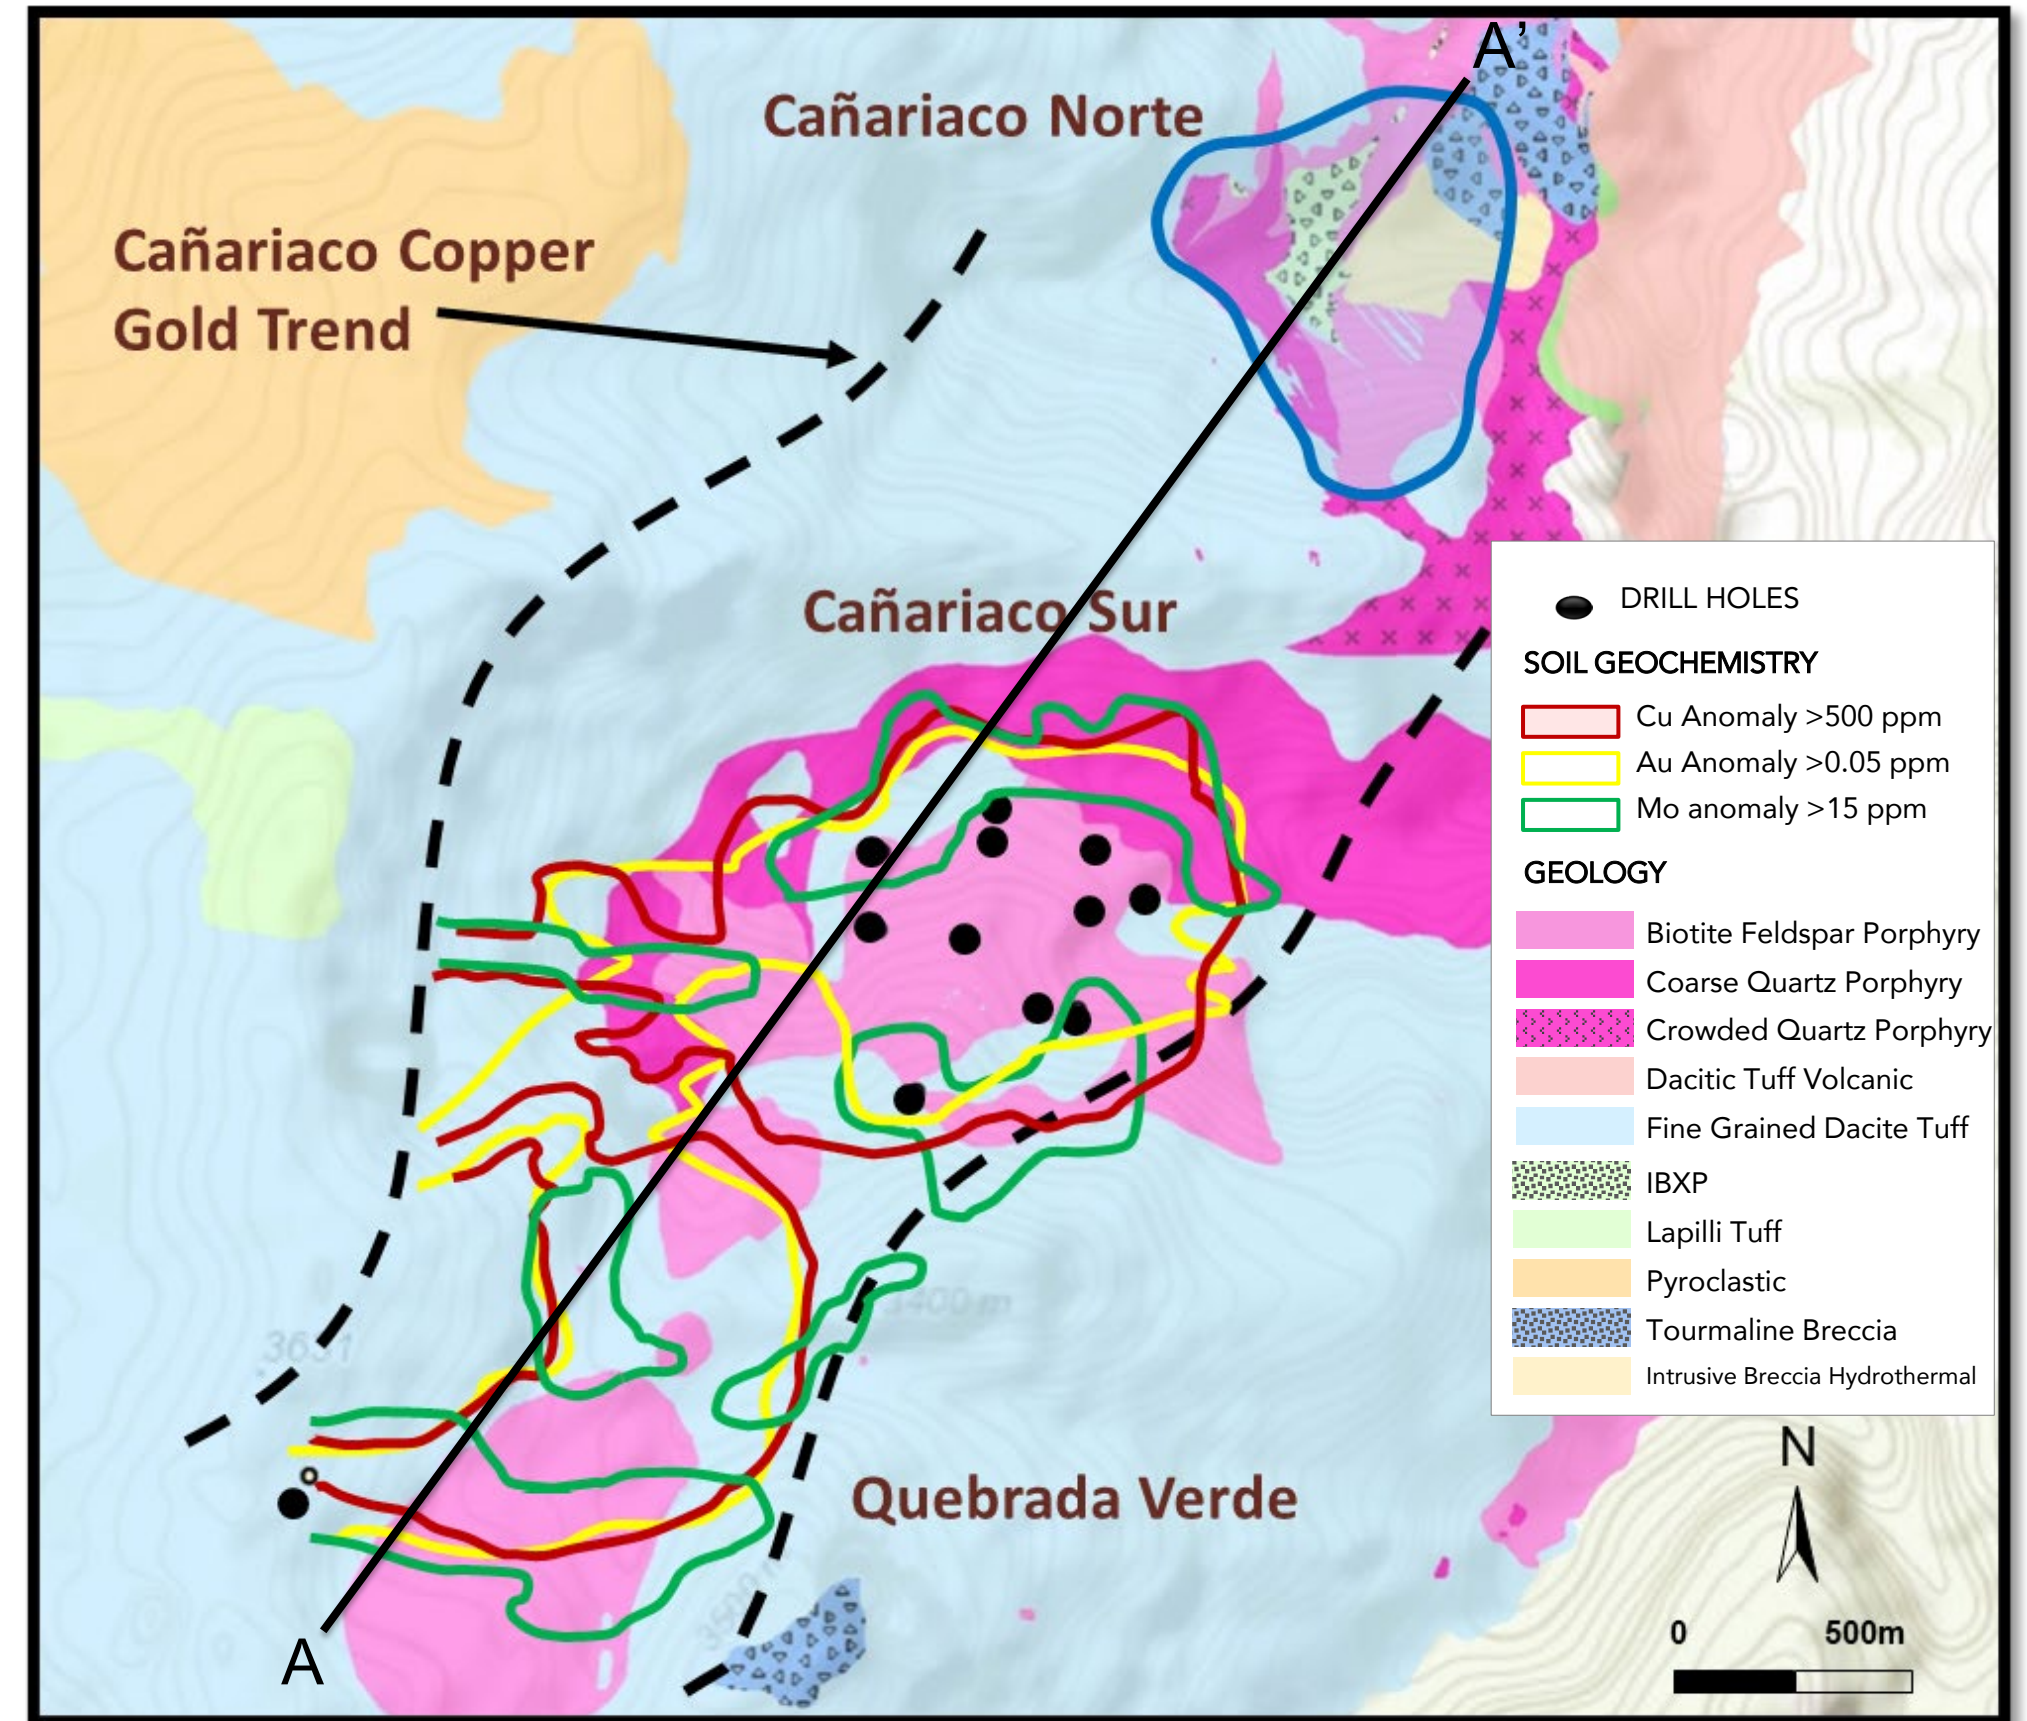 A’
Cañariaco Norte
Cañariaco Copper
Gold Trend
Cañariaco Sur
DRILL HOLES
SOIL GEOCHEMISTRY
Cu Anomaly >500 ppm
Au Anomaly >0.05 ppm
Mo anomaly >15 ppm
GEOLOGY
Biotite Feldspar Porphyry
Coarse Quartz Porphyry
Crowded Quartz Porphyry
Dacitic Tuff Volcanic
Fine Grained Dacite Tuff
IBXP
Lapilli Tuff
Pyroclastic
Tourmaline Breccia
Intrusive Breccia Hydrothermal
3400 m
Quebrada Verde
N
A
0 500m